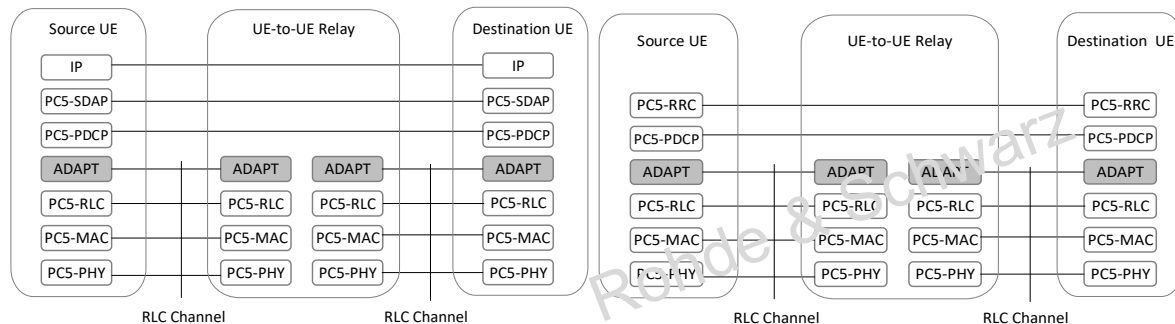 Source UE UE-to-UE Relay Destination UE
IP IP
PC5-SDAP PC5-SDAP
PC5-PDCP PC5-PDCP
ADAPT ADAPT ADAPT ADAPT
PC5-RLC PC5-RLC PC5-RLC PC5-RLC
PC5-MAC PC5-MAC PC5-MAC PC5-MAC
PC5-PHY PC5-PHY PC5-PHY PC5-PHY
RLC Channel RLC Channel
Source UE UE-to-UE Relay Destination UE
PC5-RRC PC5-RRC
PC5-PDCP PC5-PDCP
ADAPT ADAPT ADAPT ADAPT
PC5-RLC PC5-RLC PC5-RLC PC5-RLC
PC5-MAC PC5-MAC PC5-MAC PC5-MAC
PC5-PHY PC5-PHY PC5-PHY PC5-PHY
RLC Channel RLC Channel
Rohde & Schwarz